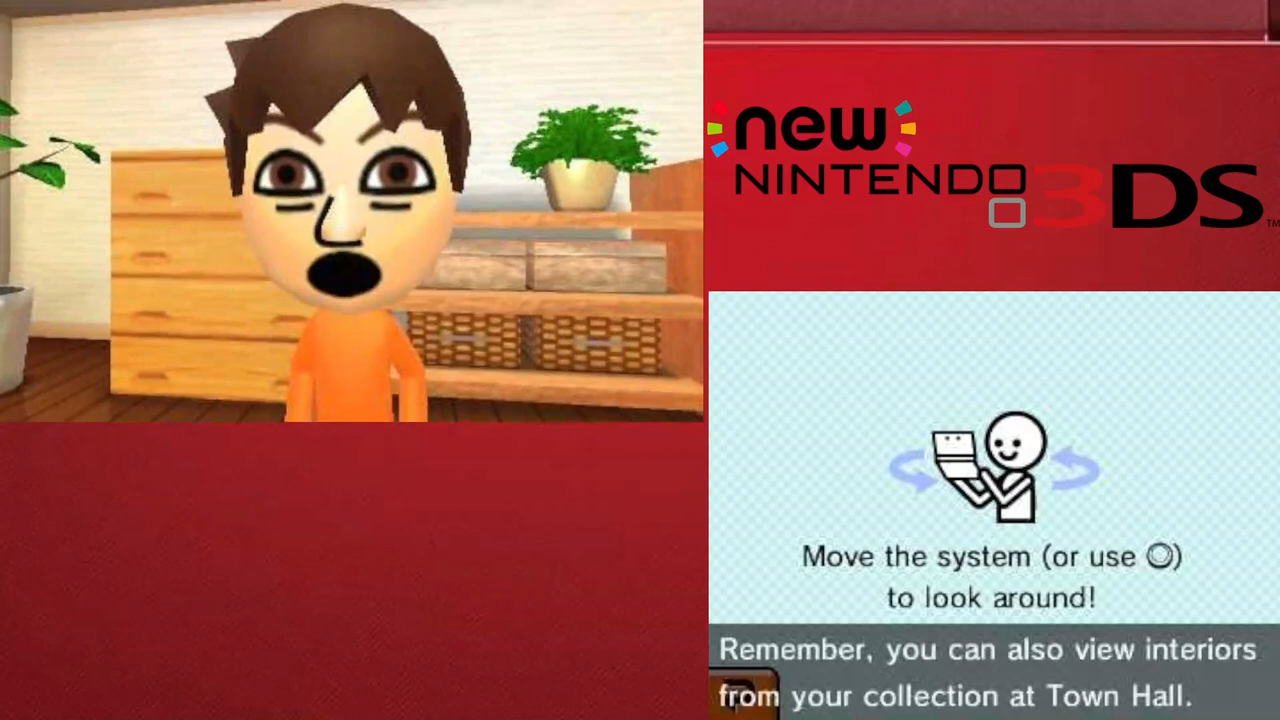 new
NINTENDO 3DS™
Move the system (or use ◎)
to look around!
Remember, you can also view interiors
from your collection at Town Hall.